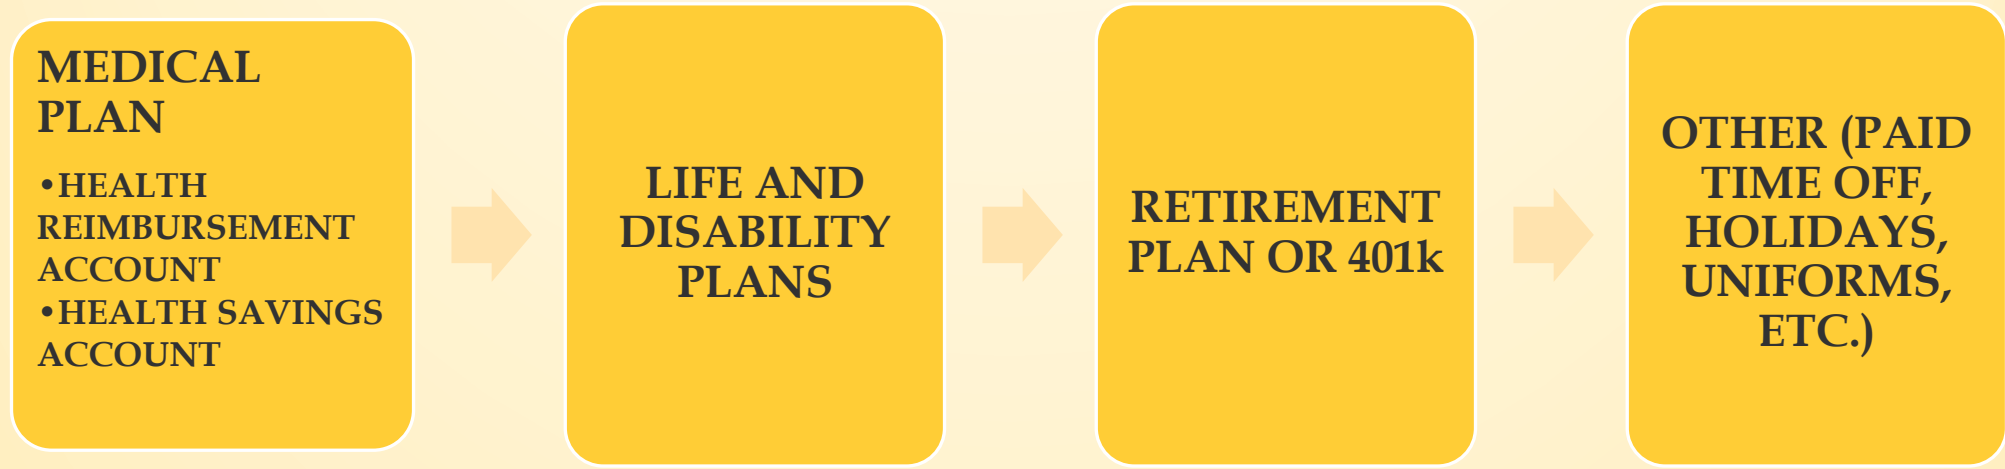 MEDICAL
PLAN
•HEALTH
REIMBURSEMENT
ACCOUNT
•HEALTH SAVINGS
ACCOUNT
LIFE AND
DISABILITY
PLANS
RETIREMENT
PLAN OR 401k
OTHER (PAID
TIME OFF,
HOLIDAYS,
UNIFORMS,
ETC.)